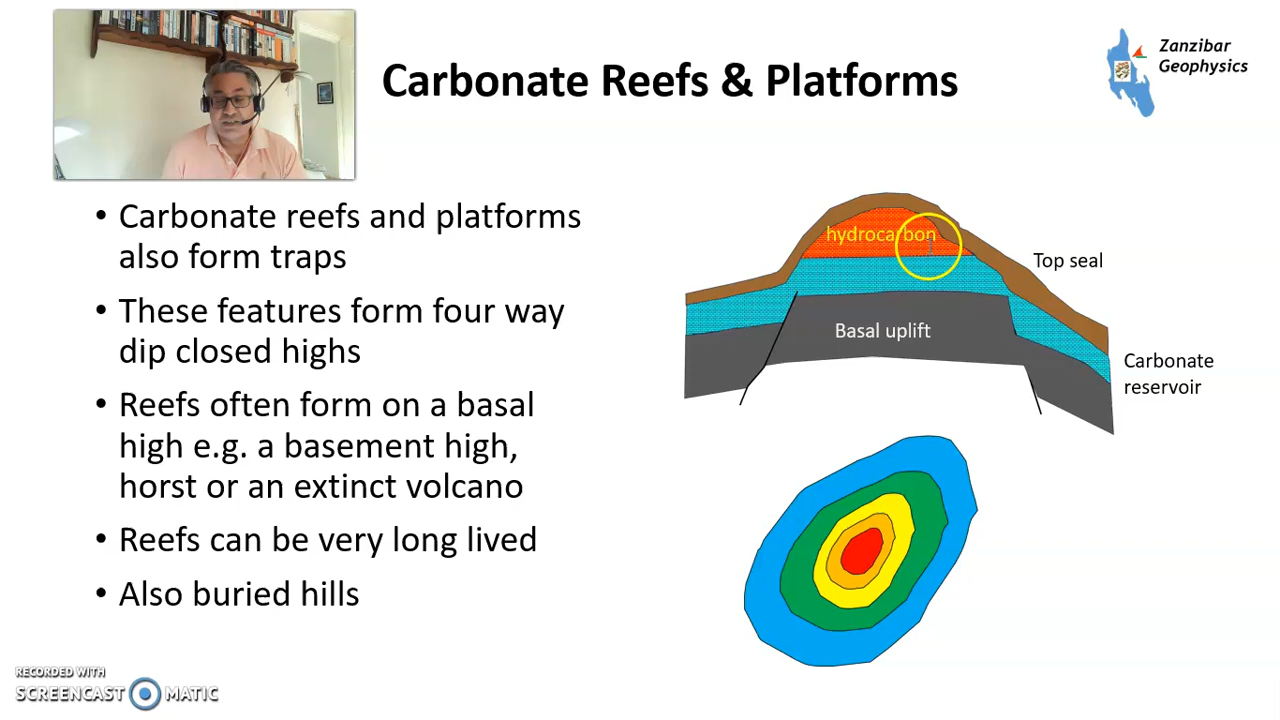 Carbonate Reefs & Platforms
Zanzibar
Geophysics
• Carbonate reefs and platforms
also form traps
• These features form four way
dip closed highs
• Reefs often form on a basal
high e.g. a basement high,
horst or an extinct volcano
• Reefs can be very long lived
• Also buried hills
hydrocarbon
Top seal
Basal uplift
Carbonate
reservoir
RECORDED WITH
SCREENCAST MATIC